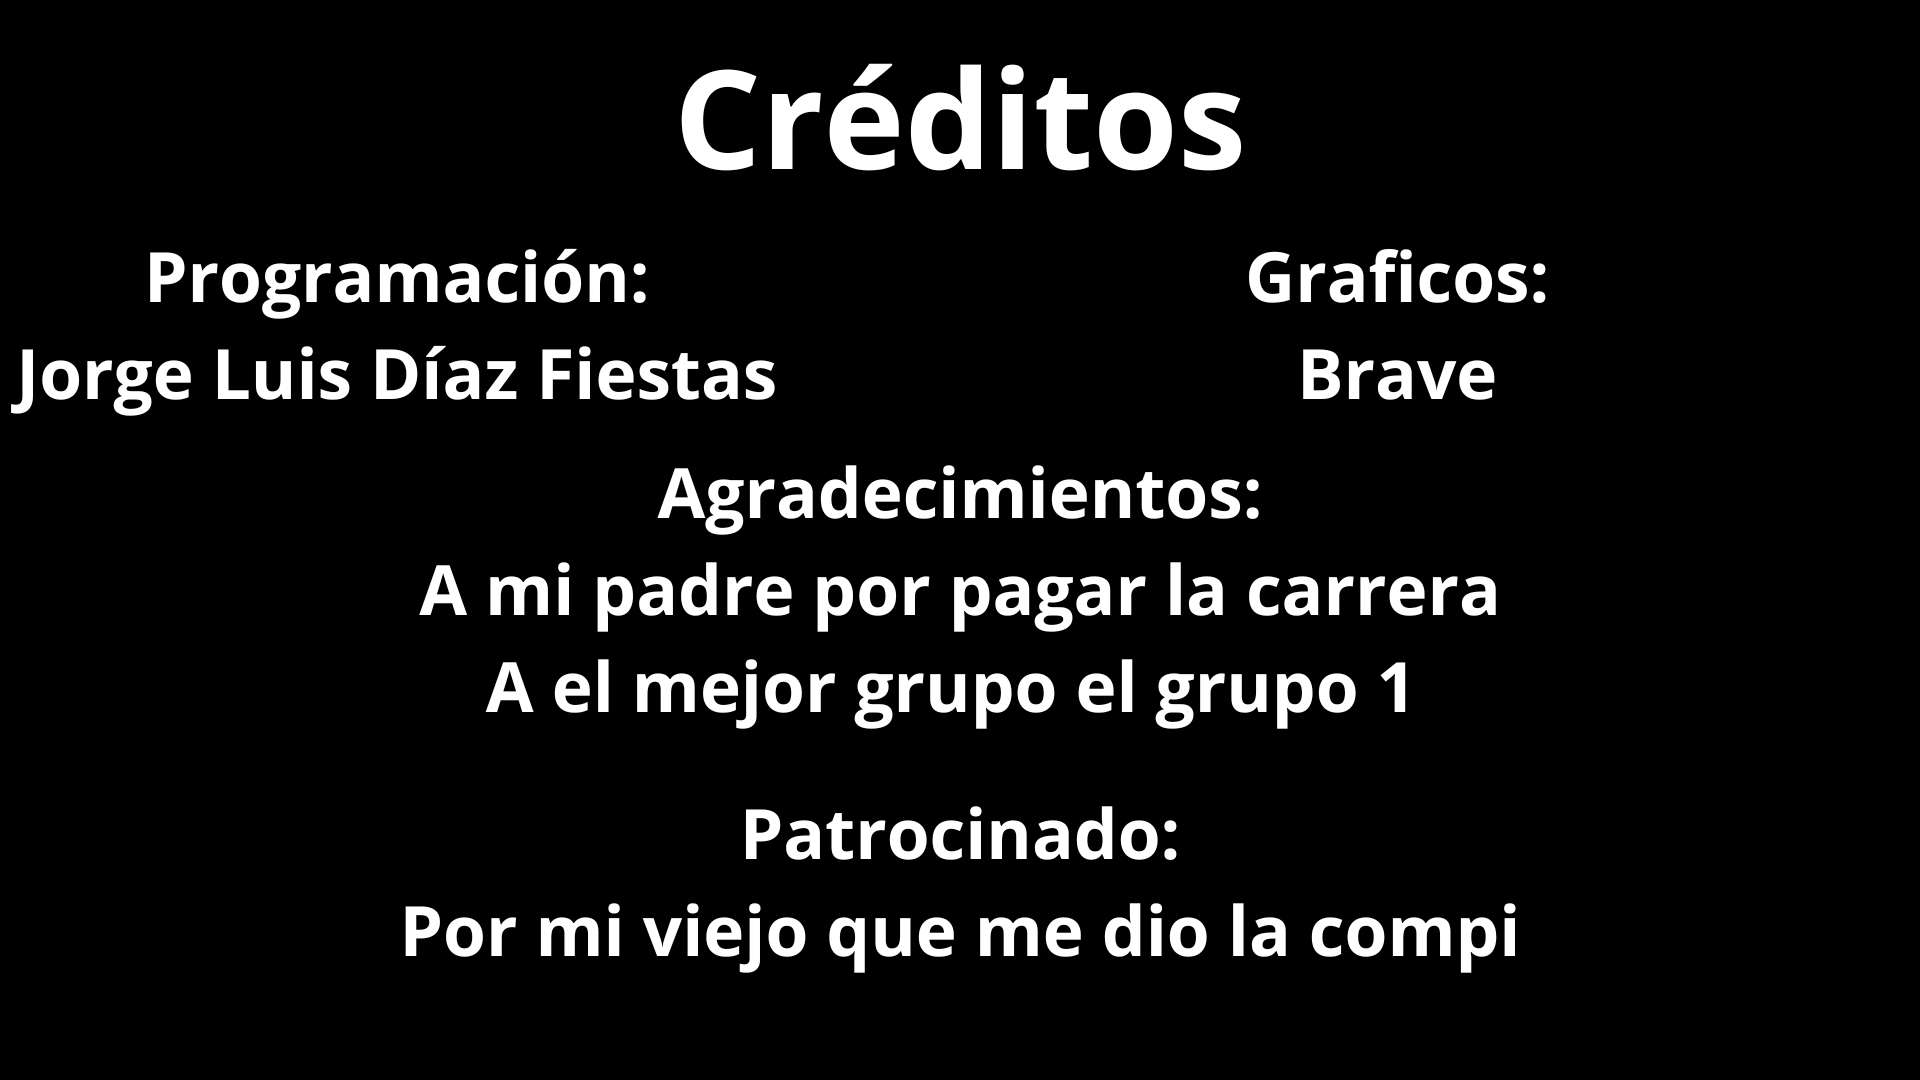 Créditos
Programación:
Jorge Luis Díaz Fiestas
Graficos:
Brave
Agradecimientos:
A mi padre por pagar la carrera
A el mejor grupo el grupo 1
Patrocinado:
Por mi viejo que me dio la compi